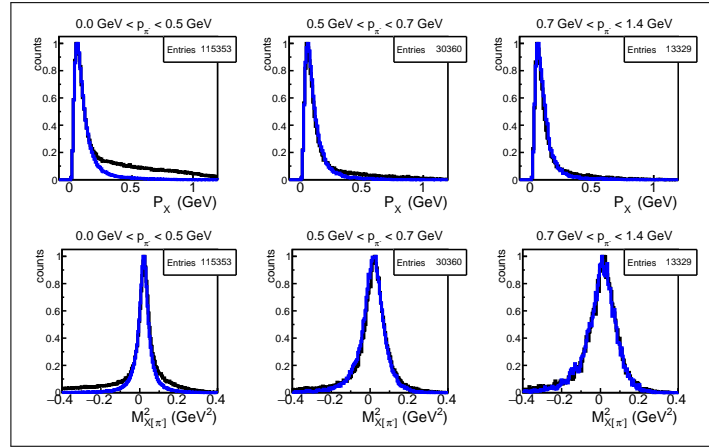 0.0 GeV < p_π- < 0.5 GeV
Entries 115353
counts
1
0.8
0.6
0.4
0.2
0
0 0.5 1
P_X (GeV)
0.5 GeV < p_π- < 0.7 GeV
Entries 30360
counts
1
0.8
0.6
0.4
0.2
0
0 0.5 1
P_X (GeV)
0.7 GeV < p_π- < 1.4 GeV
Entries 13329
counts
1
0.8
0.6
0.4
0.2
0
0 0.5 1
P_X (GeV)
0.0 GeV < p_π- < 0.5 GeV
Entries 115353
counts
1
0.8
0.6
0.4
0.2
0
−0.4 −0.2 0 0.2 0.4
M²_X[π-] (GeV²)
0.5 GeV < p_π- < 0.7 GeV
Entries 30360
counts
1
0.8
0.6
0.4
0.2
0
−0.4 −0.2 0 0.2 0.4
M²_X[π-] (GeV²)
0.7 GeV < p_π- < 1.4 GeV
Entries 13329
counts
1
0.8
0.6
0.4
0.2
0
−0.4 −0.2 0 0.2 0.4
M²_X[π-] (GeV²)